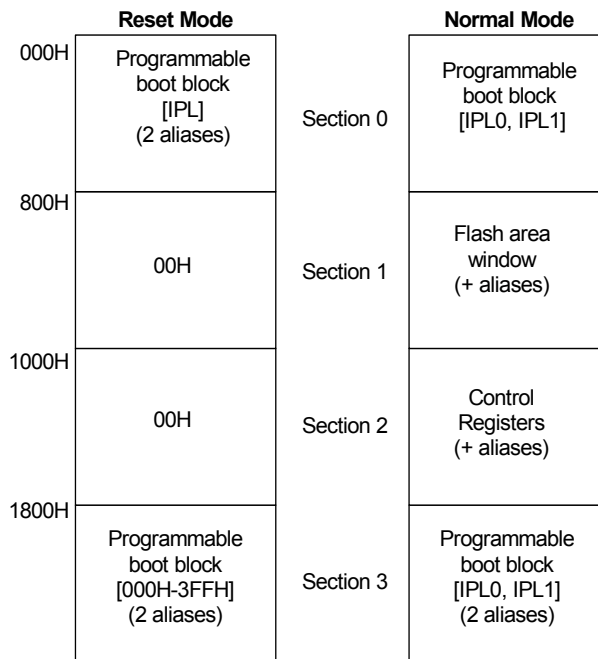 Reset Mode
Normal Mode
000H
Programmable
boot block
[IPL]
(2 aliases)
Section 0
Programmable
boot block
[IPL0, IPL1]
800H
00H
Section 1
Flash area
window
(+ aliases)
1000H
00H
Section 2
Control
Registers
(+ aliases)
1800H
Programmable
boot block
[000H-3FFH]
(2 aliases)
Section 3
Programmable
boot block
[IPL0, IPL1]
(2 aliases)